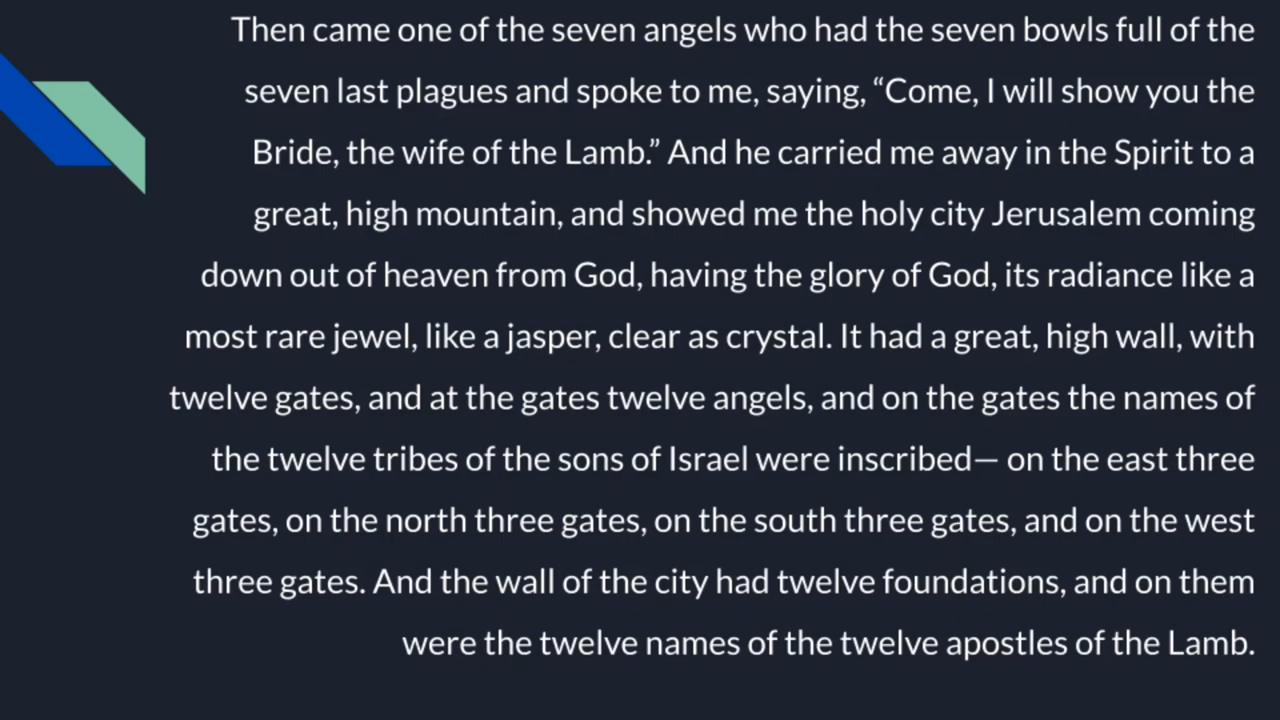 Then came one of the seven angels who had the seven bowls full of the
seven last plagues and spoke to me, saying, “Come, I will show you the
Bride, the wife of the Lamb.” And he carried me away in the Spirit to a
great, high mountain, and showed me the holy city Jerusalem coming
down out of heaven from God, having the glory of God, its radiance like a
most rare jewel, like a jasper, clear as crystal. It had a great, high wall, with
twelve gates, and at the gates twelve angels, and on the gates the names of
the twelve tribes of the sons of Israel were inscribed— on the east three
gates, on the north three gates, on the south three gates, and on the west
three gates. And the wall of the city had twelve foundations, and on them
were the twelve names of the twelve apostles of the Lamb.